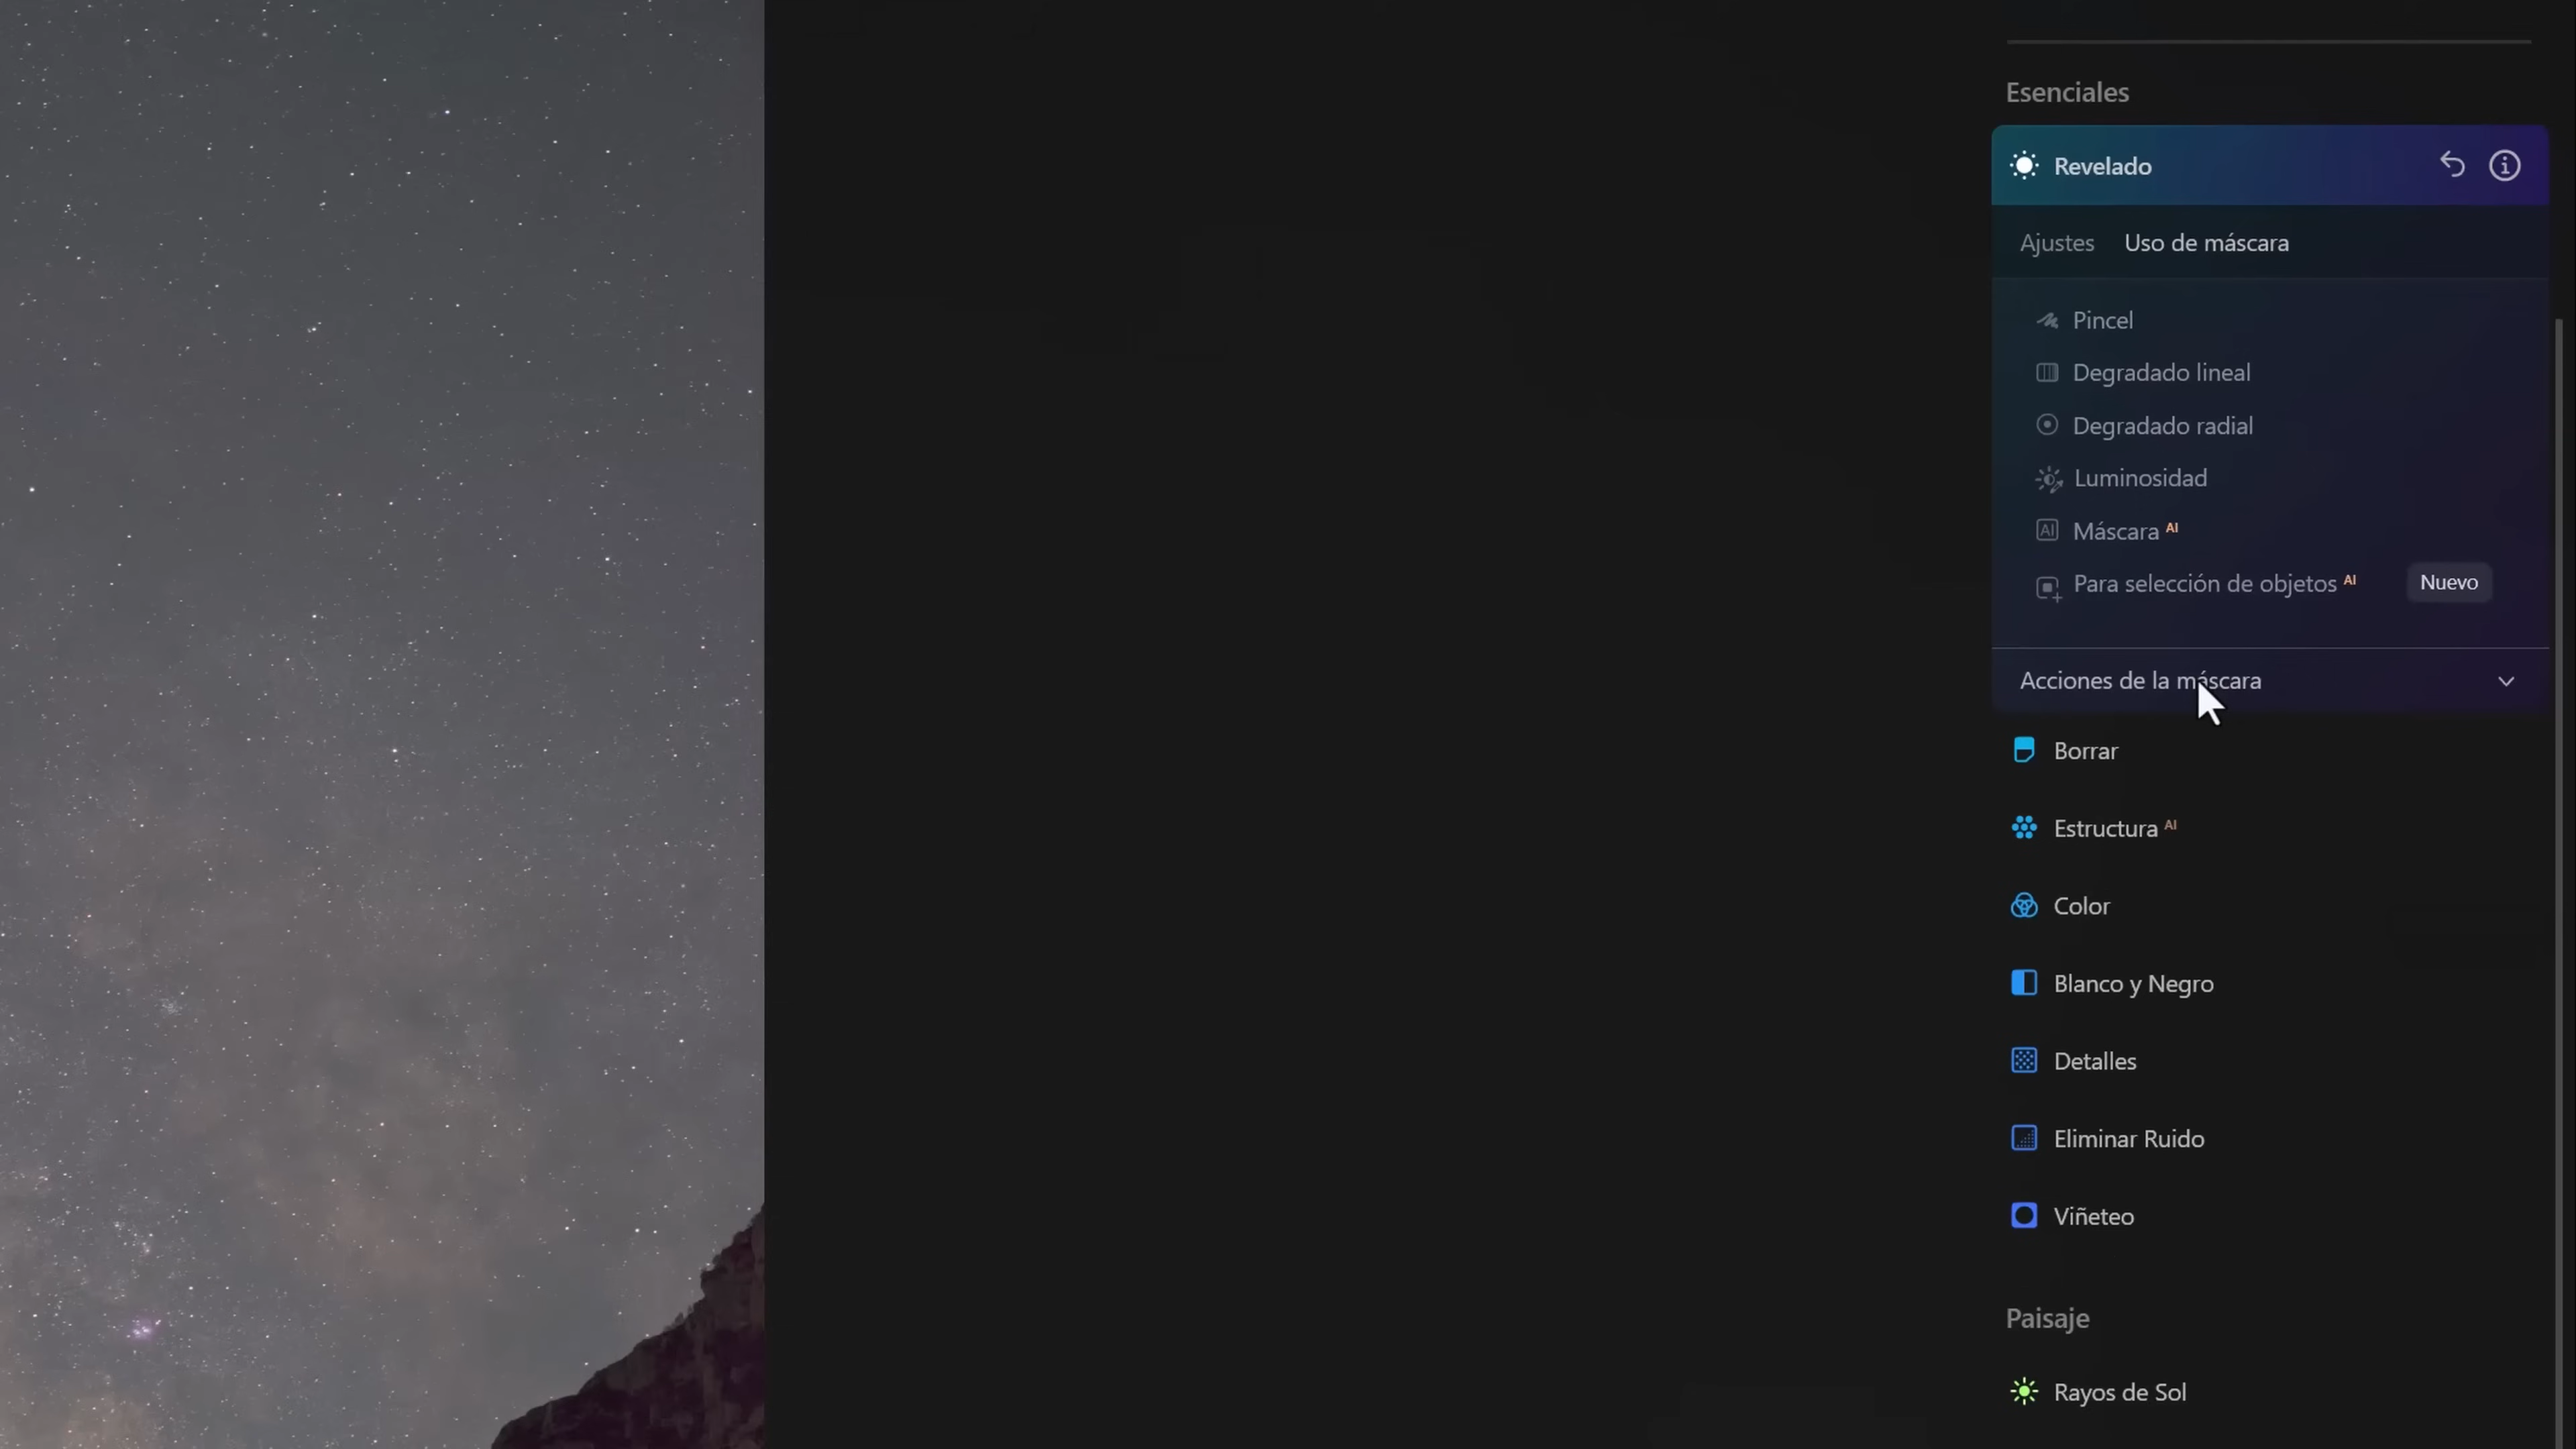 Esenciales
Revelado
Ajustes Uso de máscara
Pincel
Degradado lineal
Degradado radial
Luminosidad
AI Máscara AI
Para selección de objetos AI Nuevo
Acciones de la máscara
Borrar
Estructura AI
Color
Blanco y Negro
Detalles
Eliminar Ruido
Viñeteo
Paisaje
Rayos de Sol